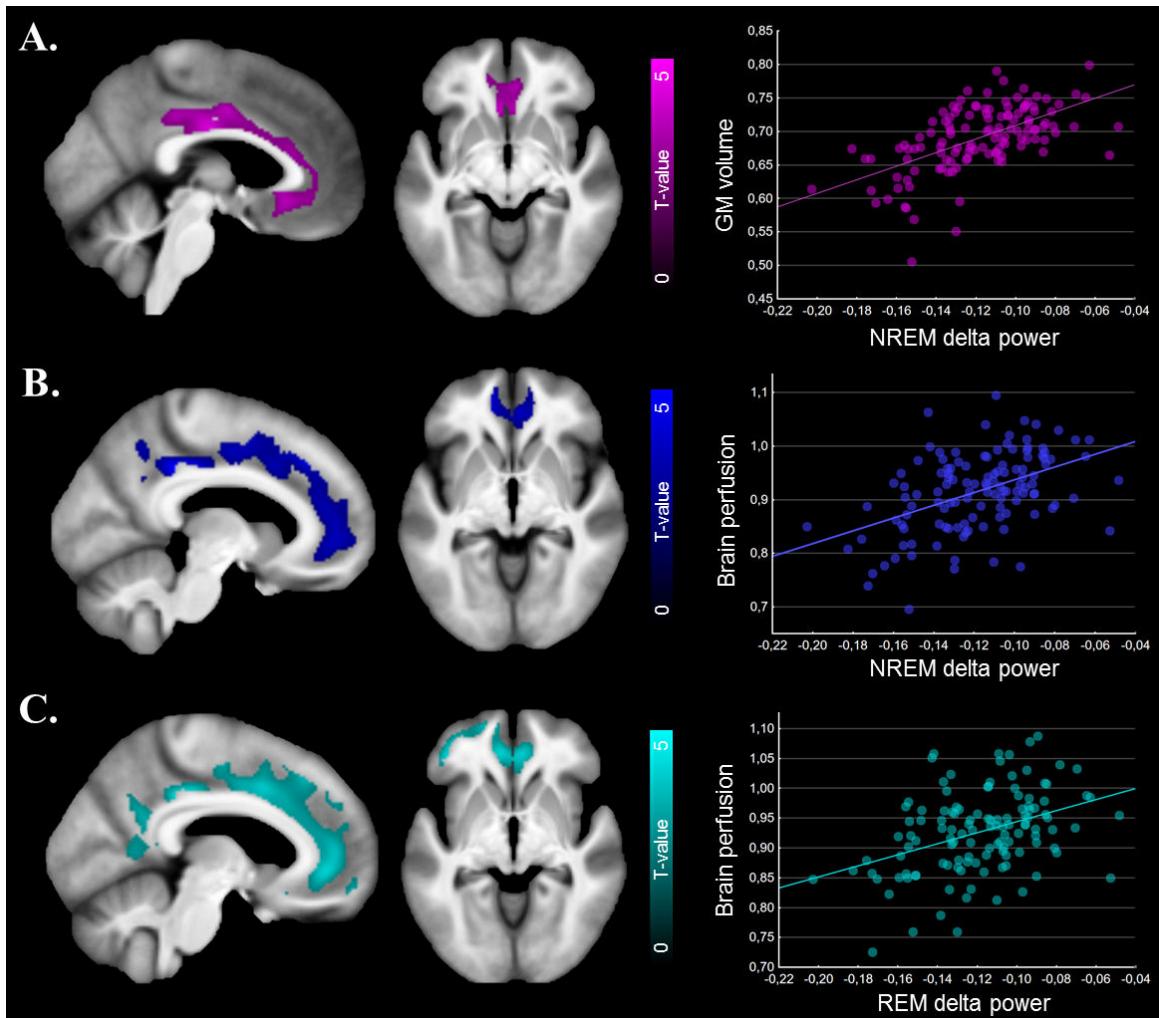 A.
5
T-value
0
GM volume
0,85
0,80
0,75
0,70
0,65
0,60
0,55
0,50
0,45
-0,22 -0,20 -0,18 -0,16 -0,14 -0,12 -0,10 -0,08 -0,06 -0,04
NREM delta power
B.
5
T-value
0
Brain perfusion
1,1
1,0
0,9
0,8
0,7
-0,22 -0,20 -0,18 -0,16 -0,14 -0,12 -0,10 -0,08 -0,06 -0,04
NREM delta power
C.
5
T-value
0
Brain perfusion
1,10
1,05
1,00
0,95
0,90
0,85
0,80
0,70
-0,22 -0,20 -0,18 -0,16 -0,14 -0,12 -0,10 -0,08 -0,06 -0,04
REM delta power